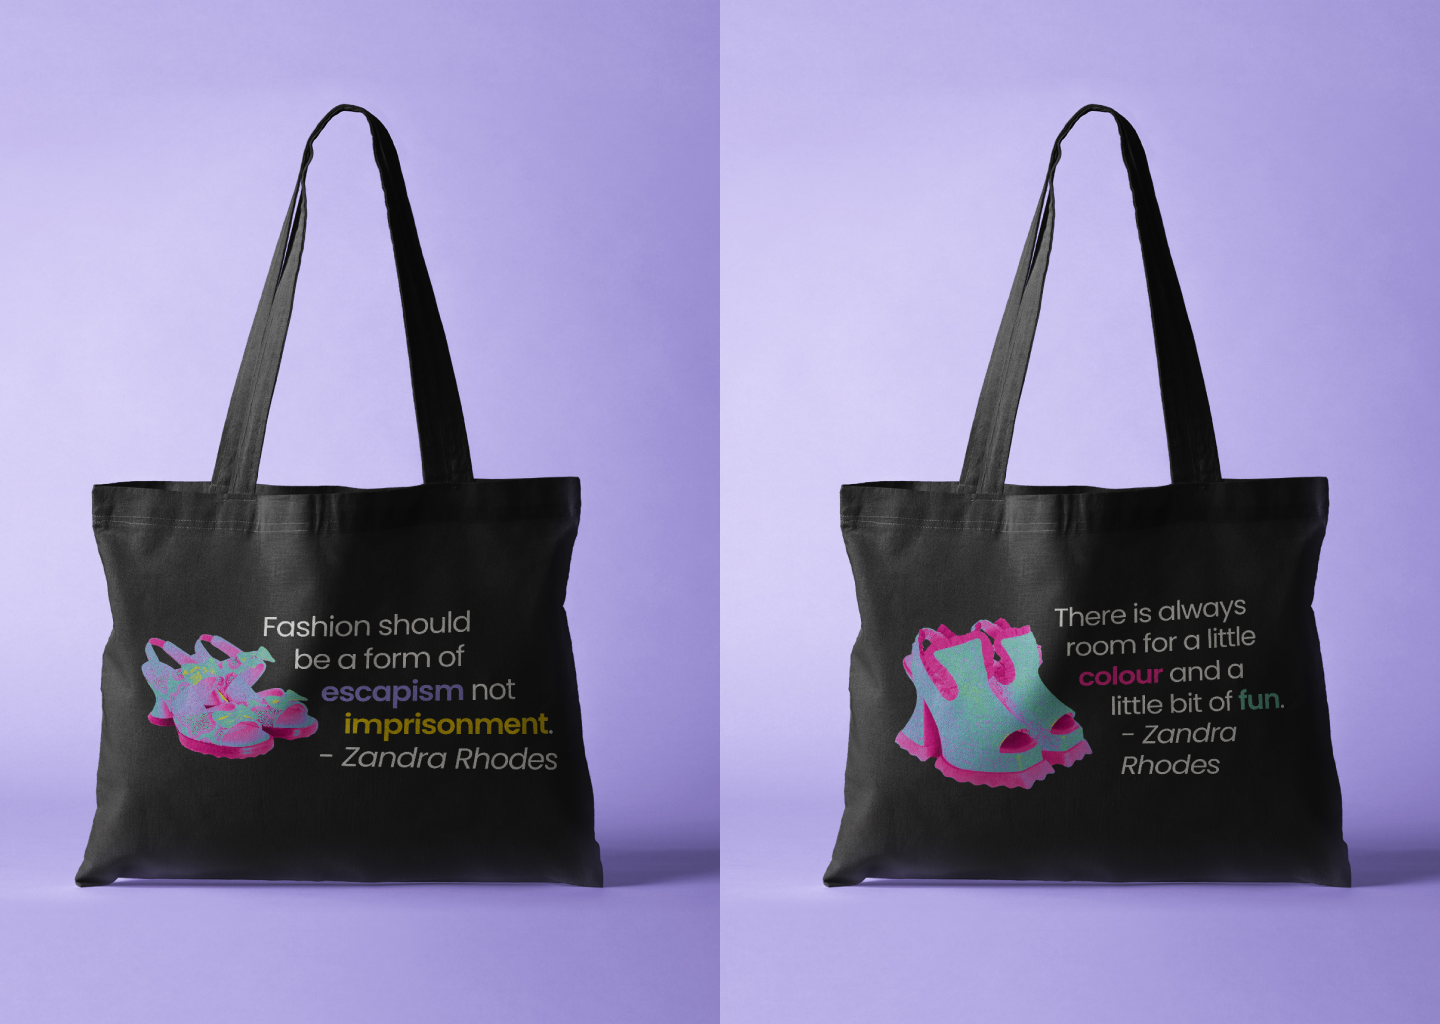 Fashion should
be a form of
escapism not
imprisonment.
- Zandra Rhodes
There is always
room for a little
colour and a
little bit of fun.
- Zandra
Rhodes